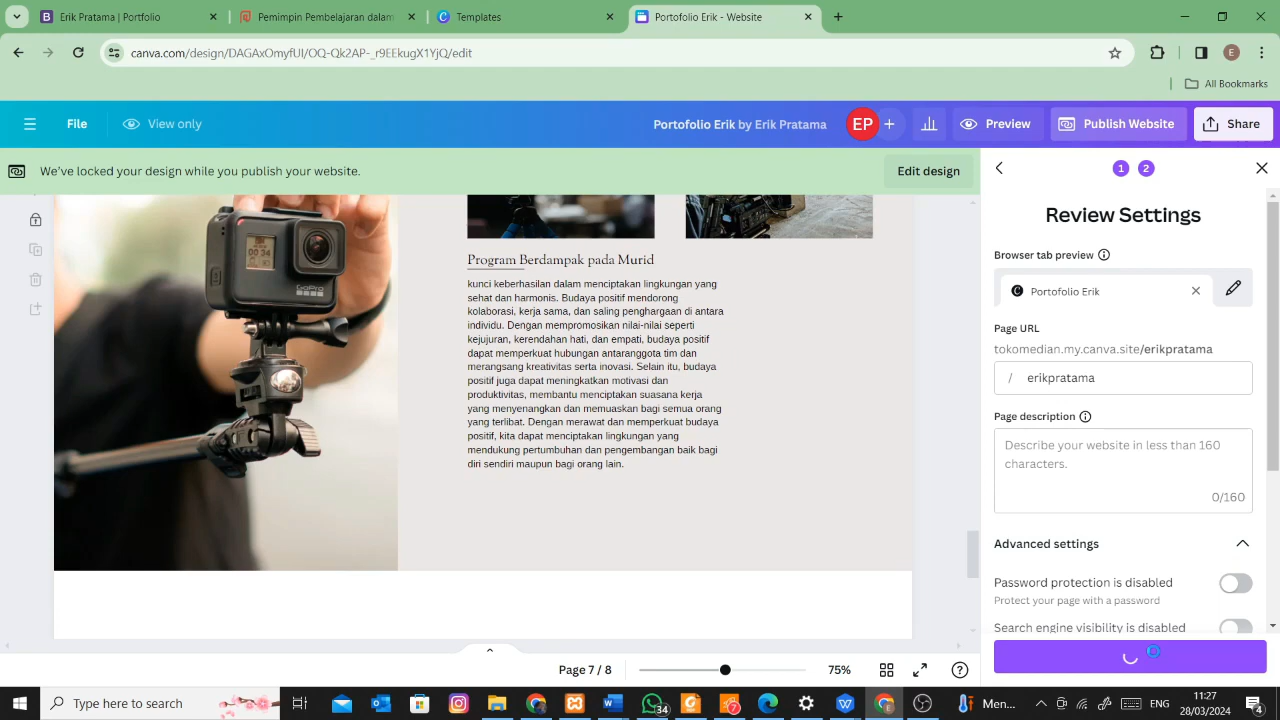 Erik Pratama | Portfolio
Pemimpin Pembelajaran dalam
Templates
Portofolio Erik - Website
canva.com/design/DAGAxOmyfUI/OQ-Qk2AP-_r9EEkugX1YjQ/edit
E
All Bookmarks
File
View only
Portofolio Erik by Erik Pratama
EP
Preview
Publish Website
Share
We've locked your design while you publish your website.
Edit design
1 2
Review Settings
Browser tab preview
Portofolio Erik
Page URL
tokomedian.my.canva.site/erikpratama
/ erikpratama
Page description
Describe your website in less than 160
characters.
0/160
Advanced settings
Password protection is disabled
Protect your page with a password
Search engine visibility is disabled
00 34
GoPro
Program Berdampak pada Murid
kunci keberhasilan dalam menciptakan lingkungan yang
sehat dan harmonis. Budaya positif mendorong
kolaborasi, kerja sama, dan saling penghargaan di antara
individu. Dengan mempromosikan nilai-nilai seperti
kejujuran, kerendahan hati, dan empati, budaya positif
dapat memperkuat hubungan antaranggota tim dan
merangsang kreativitas serta inovasi. Selain itu, budaya
positif juga dapat meningkatkan motivasi dan
produktivitas, membantu menciptakan suasana kerja
yang menyenangkan dan memuaskan bagi semua orang
yang terlibat. Dengan merawat dan memperkuat budaya
positif, kita dapat menciptakan lingkungan yang
mendukung pertumbuhan dan pengembangan baik bagi
diri sendiri maupun bagi orang lain.
Page 7 / 8
75%
Type here to search
34
7
Men...
ENG
11:27
28/03/2024
4